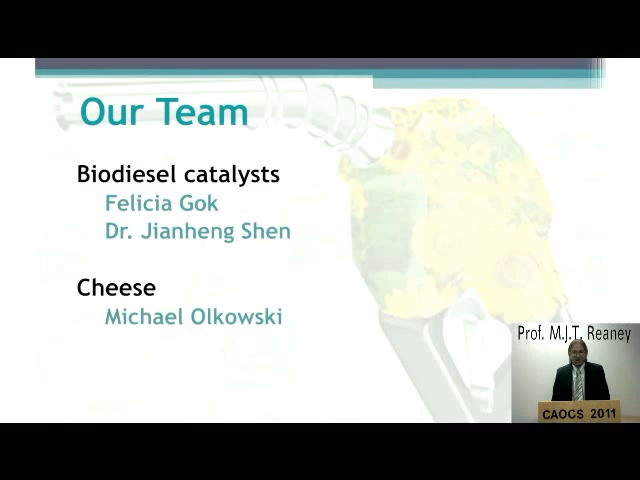 Our Team
Biodiesel catalysts
Felicia Gok
Dr. Jianheng Shen
Cheese
Michael Olkowski
Prof. M.J.T. Reaney
CAOCS 2011